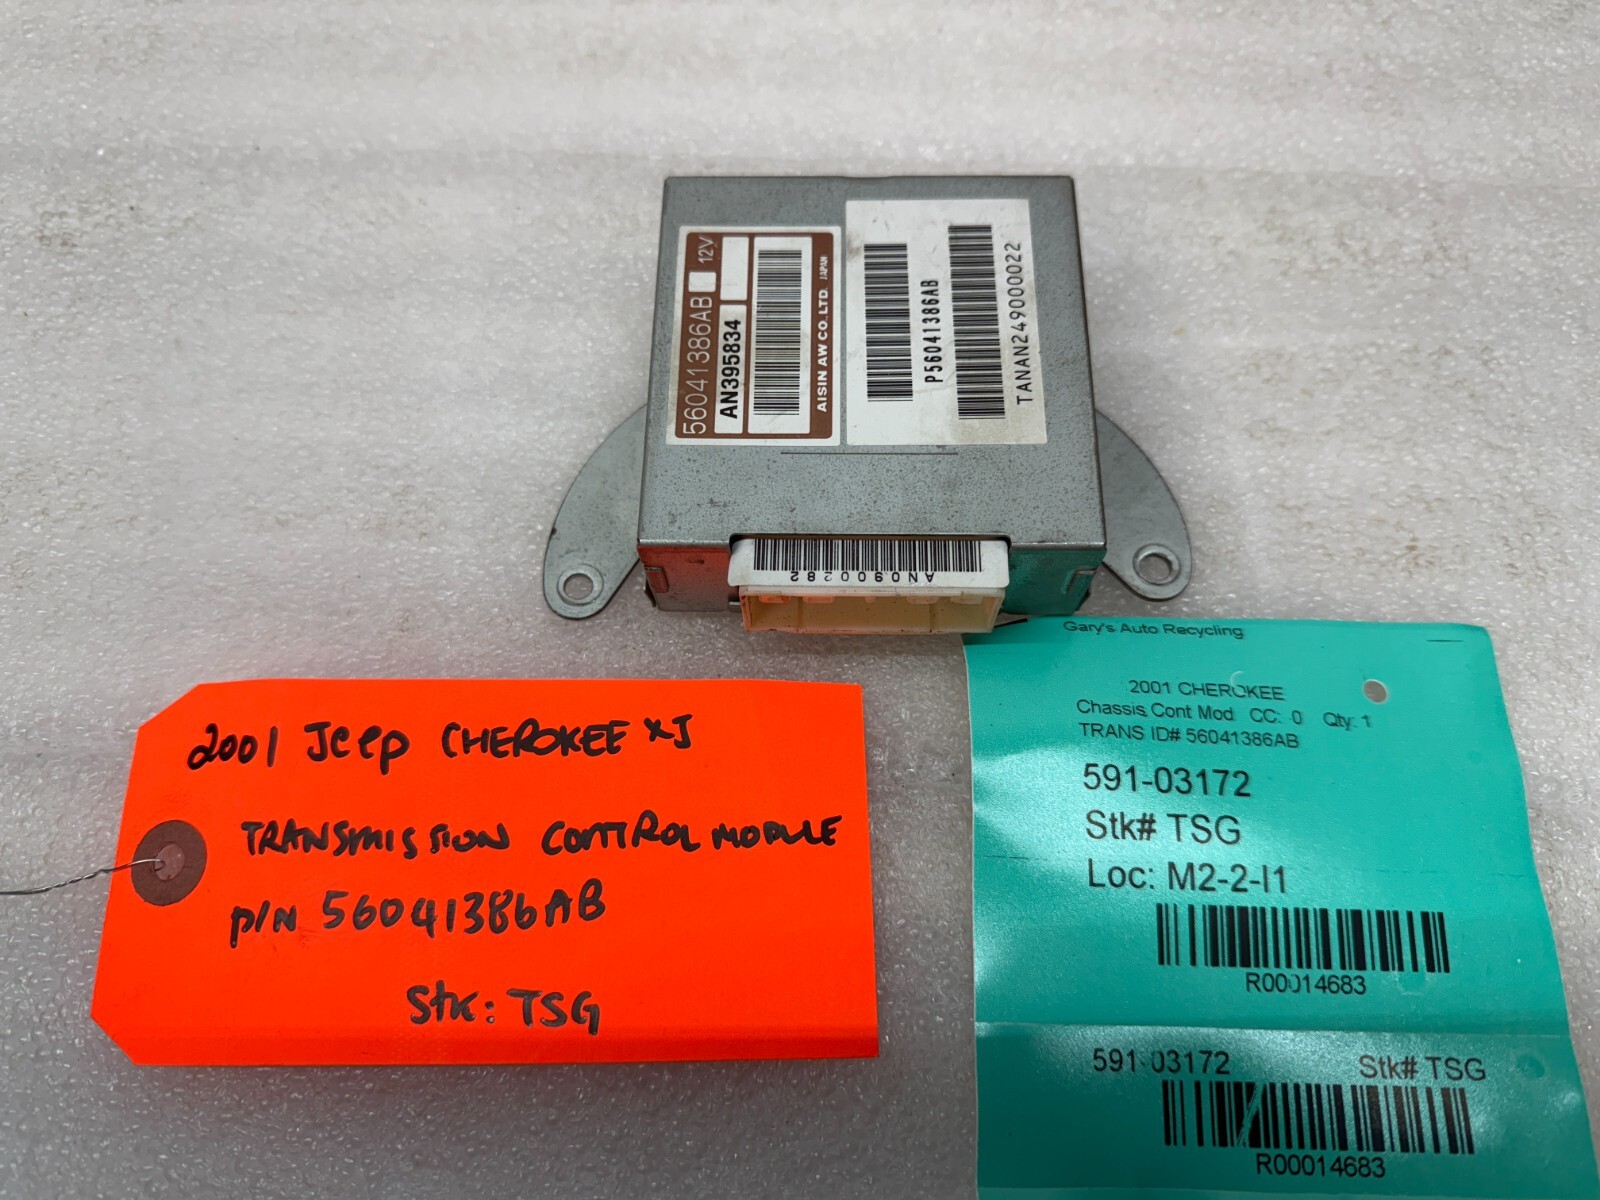 56041386AB 12V
AN395834
AISIN AW CO., LTD. JAPAN
P56041386AB
TANAN249000022
AN0900282
2001 Jeep CHEROKEE XJ
TRANSMISSION CONTROL MODULE
P/N 56041386AB
Stk: TSG
Gary's Auto Recycling
2001 CHEROKEE
Chassis Cont Mod CC: 0 Qty: 1
TRANS ID# 56041386AB
591-03172
Stk# TSG
Loc: M2-2-I1
R00014683
591-03172 Stk# TSG
R00014683